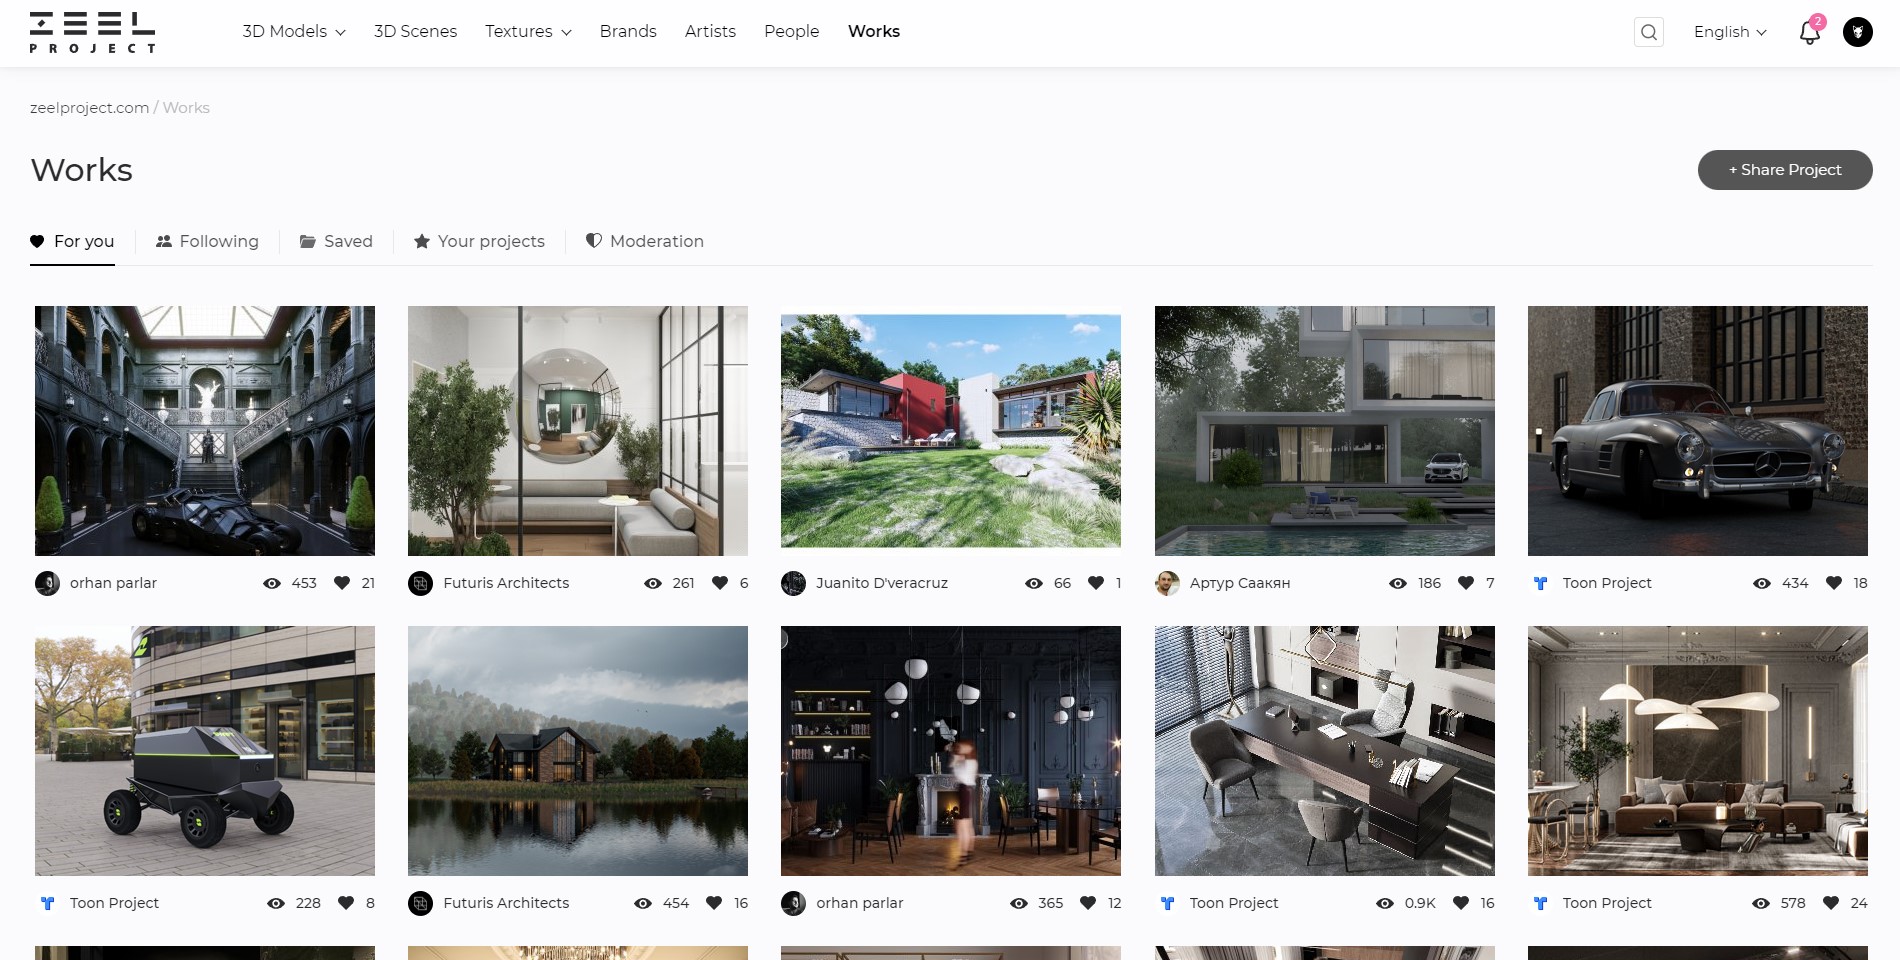 ZEEL
PROJECT
3D Models
3D Scenes
Textures
Brands
Artists
People
Works
English
2
zeelproject.com / Works
Works
+ Share Project
For you
Following
Saved
Your projects
Moderation
orhan parlar 453 21
Futuris Architects 261 6
Juanito D'veracruz 66 1
Артур Саакян 186 7
Toon Project 434 18
Toon Project 228 8
Futuris Architects 454 16
orhan parlar 365 12
Toon Project 0.9K 16
Toon Project 578 24